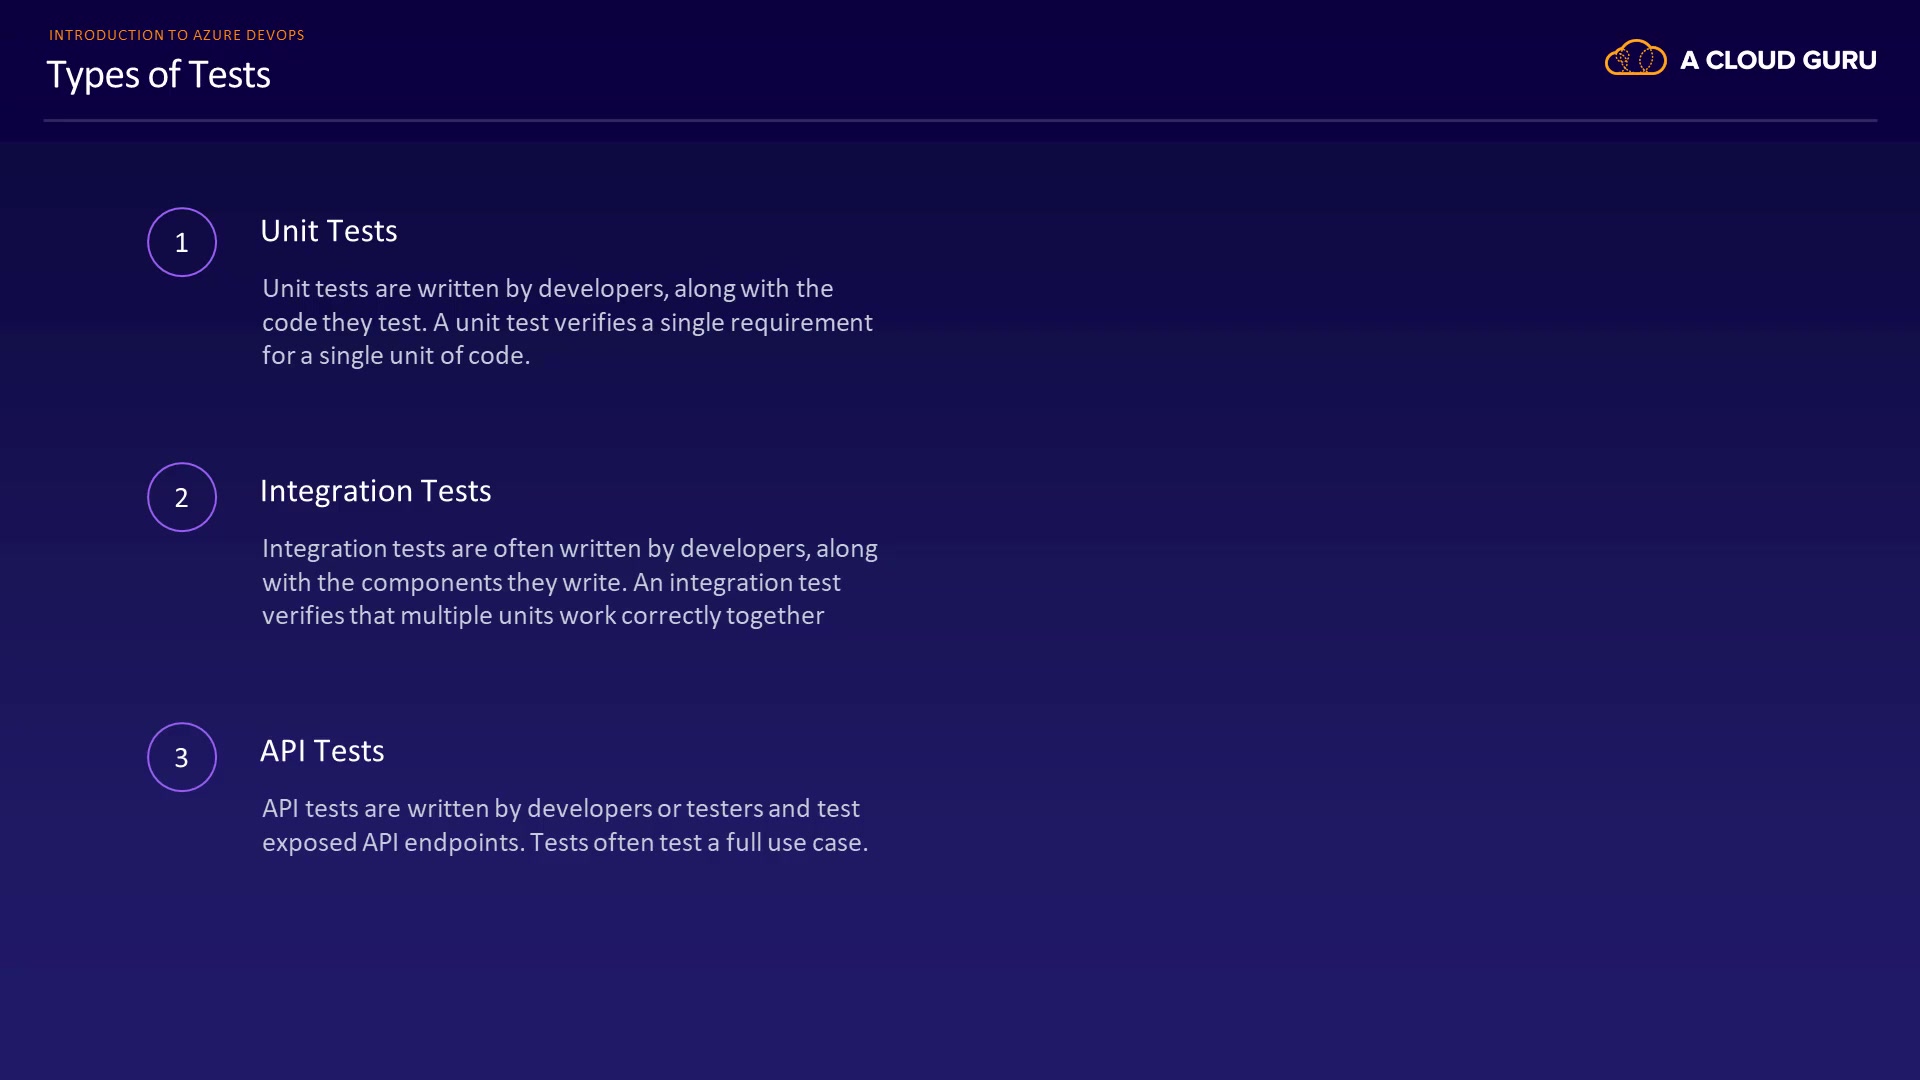 INTRODUCTION TO AZURE DEVOPS
Types of Tests
A CLOUD GURU
1
Unit Tests
Unit tests are written by developers, along with the
code they test. A unit test verifies a single requirement
for a single unit of code.
2
Integration Tests
Integration tests are often written by developers, along
with the components they write. An integration test
verifies that multiple units work correctly together
3
API Tests
API tests are written by developers or testers and test
exposed API endpoints. Tests often test a full use case.